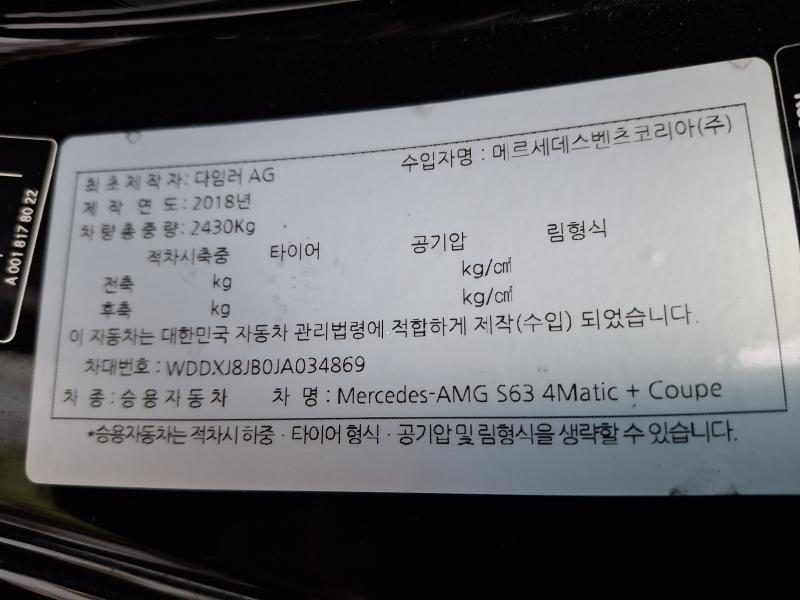 최초제작자: 다임러 AG 수입자명 : 메르세데스벤츠코리아(주)
제 작 연 도: 2018년
차량총중량: 2430Kg
적차시축중 타이어 공기압 림형식
전축 kg kg/㎠
후축 kg kg/㎠
이 자동차는 대한민국 자동차 관리법령에 적합하게 제작(수입) 되었습니다.
차대번호 : WDDXJ8JB0JA034869
차 종 : 승용자동차 차 명 : Mercedes-AMG S63 4Matic + Coupe
*승용자동차는 적차시 하중 · 타이어 형식 · 공기압 및 림형식을 생략할 수 있습니다.
A 001 817 80 22